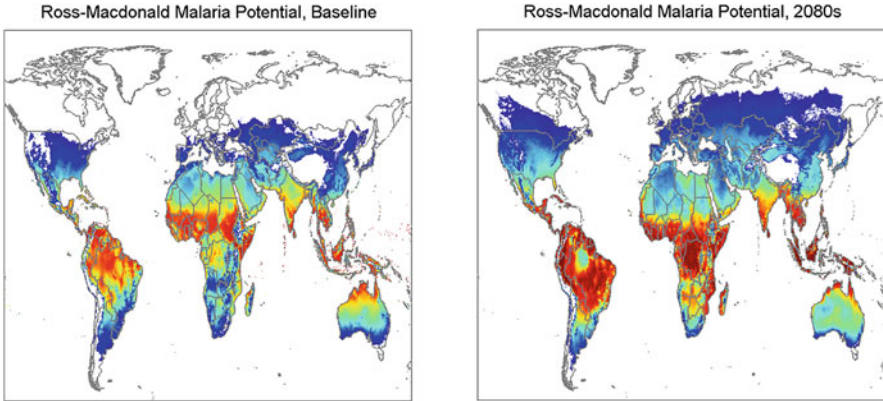 Ross-Macdonald Malaria Potential, Baseline
Ross-Macdonald Malaria Potential, 2080s